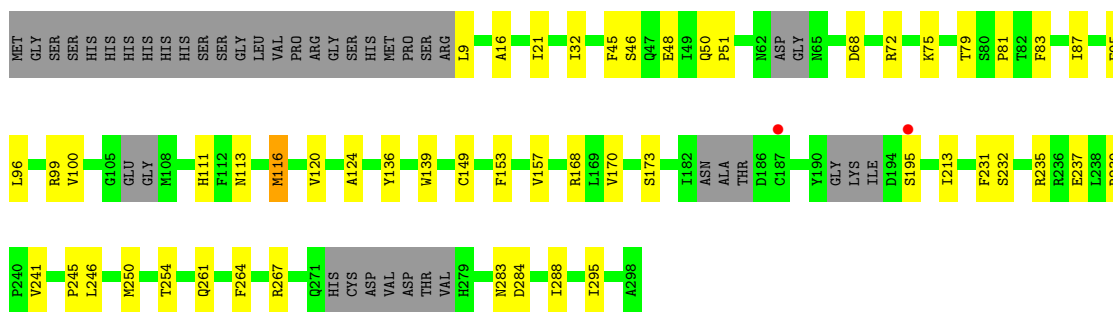 MET GLY SER SER HIS HIS HIS HIS HIS HIS SER SER GLY LEU VAL PRO ARG GLY SER HIS MET PRO SER ARG L9 A16 I21 I32 F45 S46 Q47 E48 I49 Q50 P51 N62 ASP GLY N65 D68 R72 K75 T79 S80 P81 T82 F83 I87
L96 R99 V100 G105 GLU GLY M108 H111 F112 N113 M116 V120 A124 Y136 W139 C149 F153 V157 R168 L169 V170 S173 I182 ASN ALA THR D186 C187 Y190 GLY LYS ILE D194 S195 I213 F231 S232 R235 R236 E237 L238
P240 V241 P245 L246 M250 T254 Q261 F264 R267 Q271 HIS CYS ASP VAL ASP THR VAL H279 N283 D284 I288 I295 A298